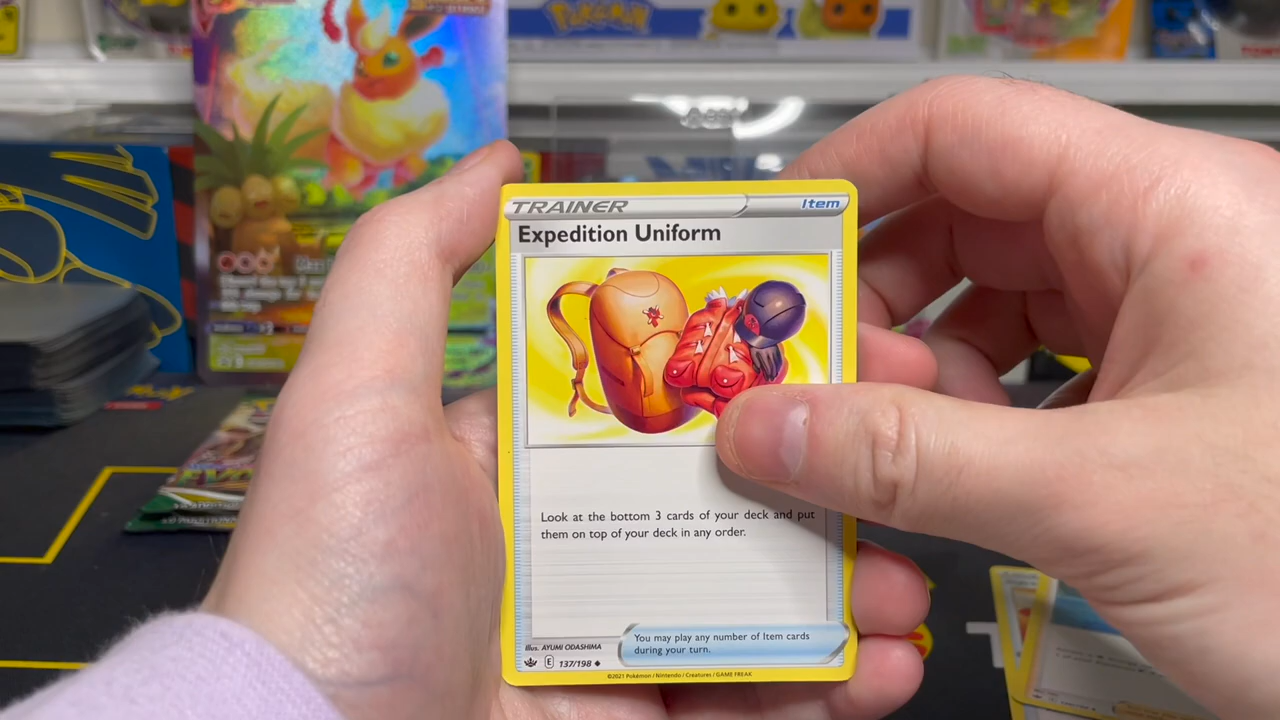 Pokémon
TRAINER
Item
Expedition Uniform
Look at the bottom 3 cards of your deck and put
them on top of your deck in any order.
You may play any number of Item cards
during your turn.
Illus. AYUMI ODASHIMA
E 137/198
©2021 Pokémon / Nintendo / Creatures / GAME FREAK